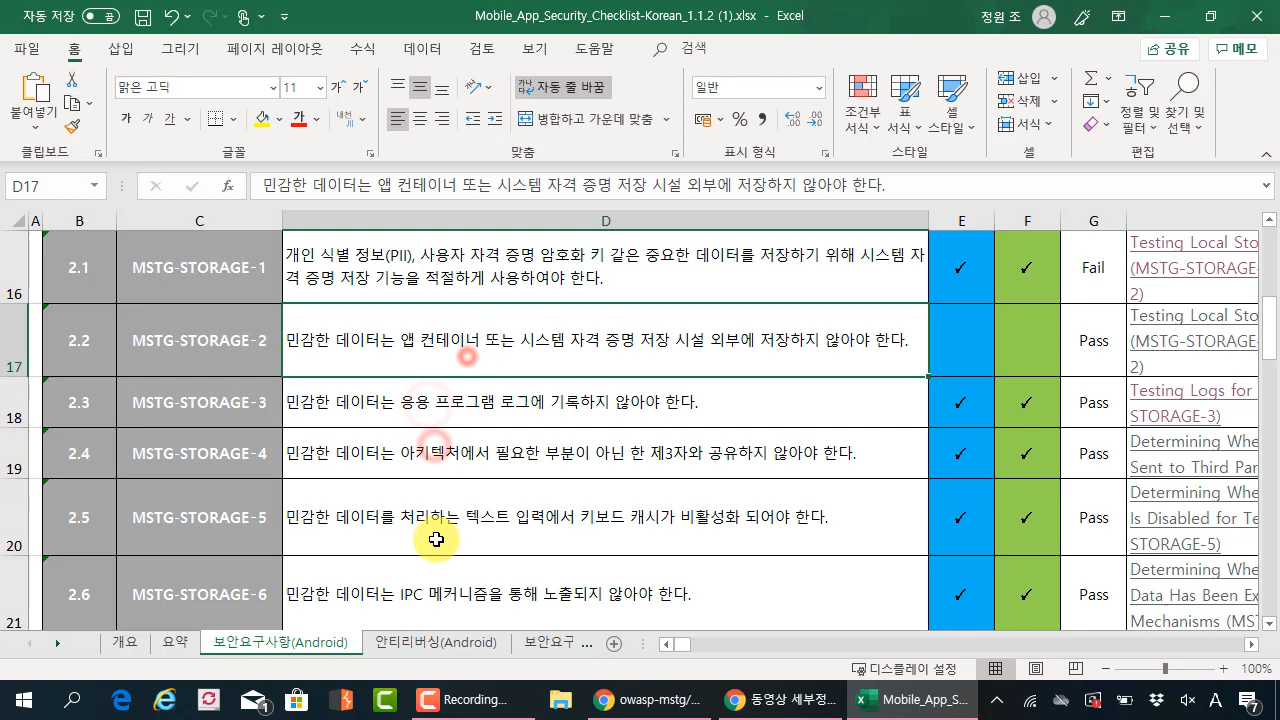 자동 저장 끔
Mobile_App_Security_Checklist-Korean_1.1.2 (1).xlsx - Excel
정원 조
파일 홈 삽입 그리기 페이지 레이아웃 수식 데이터 검토 보기 도움말 검색 공유 메모
붙여넣기
클립보드
맑은 고딕 11
가 가
가 가 가 가 내천
글꼴
자동 줄 바꿈
병합하고 가운데 맞춤
맞춤
일반
표시 형식
조건부 서식
표 서식
셀 스타일
스타일
삽입
삭제
서식
셀
정렬 및 필터
찾기 및 선택
편집
D17
fx
민감한 데이터는 앱 컨테이너 또는 시스템 자격 증명 저장 시설 외부에 저장하지 않아야 한다.
A B C D E F G
16 2.1 MSTG-STORAGE-1 개인 식별 정보(PII), 사용자 자격 증명 암호화 키 같은 중요한 데이터를 저장하기 위해 시스템 자
격 증명 저장 기능을 적절하게 사용하여야 한다. ✓ ✓ Fail
Testing Local Sto
(MSTG-STORAGE-
2)
17 2.2 MSTG-STORAGE-2 민감한 데이터는 앱 컨테이너 또는 시스템 자격 증명 저장 시설 외부에 저장하지 않아야 한다. Pass
Testing Local Sto
(MSTG-STORAGE-
2)
18 2.3 MSTG-STORAGE-3 민감한 데이터는 응용 프로그램 로그에 기록하지 않아야 한다. ✓ ✓ Pass
Testing Logs for
STORAGE-3)
19 2.4 MSTG-STORAGE-4 민감한 데이터는 아키텍처에서 필요한 부분이 아닌 한 제3자와 공유하지 않아야 한다. ✓ ✓ Pass
Determining Whe
Sent to Third Par
20 2.5 MSTG-STORAGE-5 민감한 데이터를 처리하는 텍스트 입력에서 키보드 캐시가 비활성화 되어야 한다. ✓ ✓ Pass
Determining Whe
Is Disabled for Te
STORAGE-5)
21 2.6 MSTG-STORAGE-6 민감한 데이터는 IPC 메커니즘을 통해 노출되지 않아야 한다. ✓ ✓ Pass
Determining Whe
Data Has Been Ex
Mechanisms (MS
개요 요약 보안요구사항(Android) 안티리버싱(Android) 보안요구 ...
디스플레이 설정 100%
1 Recording... owasp-mstg/... 동영상 세부정... Mobile_App_S... A 7